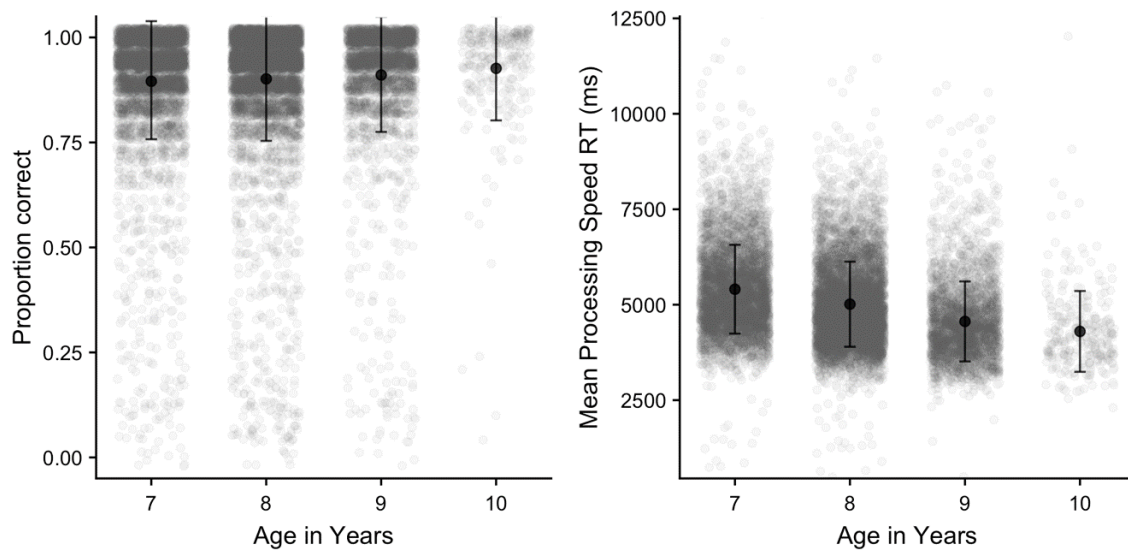 1.00
0.75
0.50
0.25
0.00
Proportion correct
7 8 9 10
Age in Years
12500
10000
7500
5000
2500
Mean Processing Speed RT (ms)
7 8 9 10
Age in Years